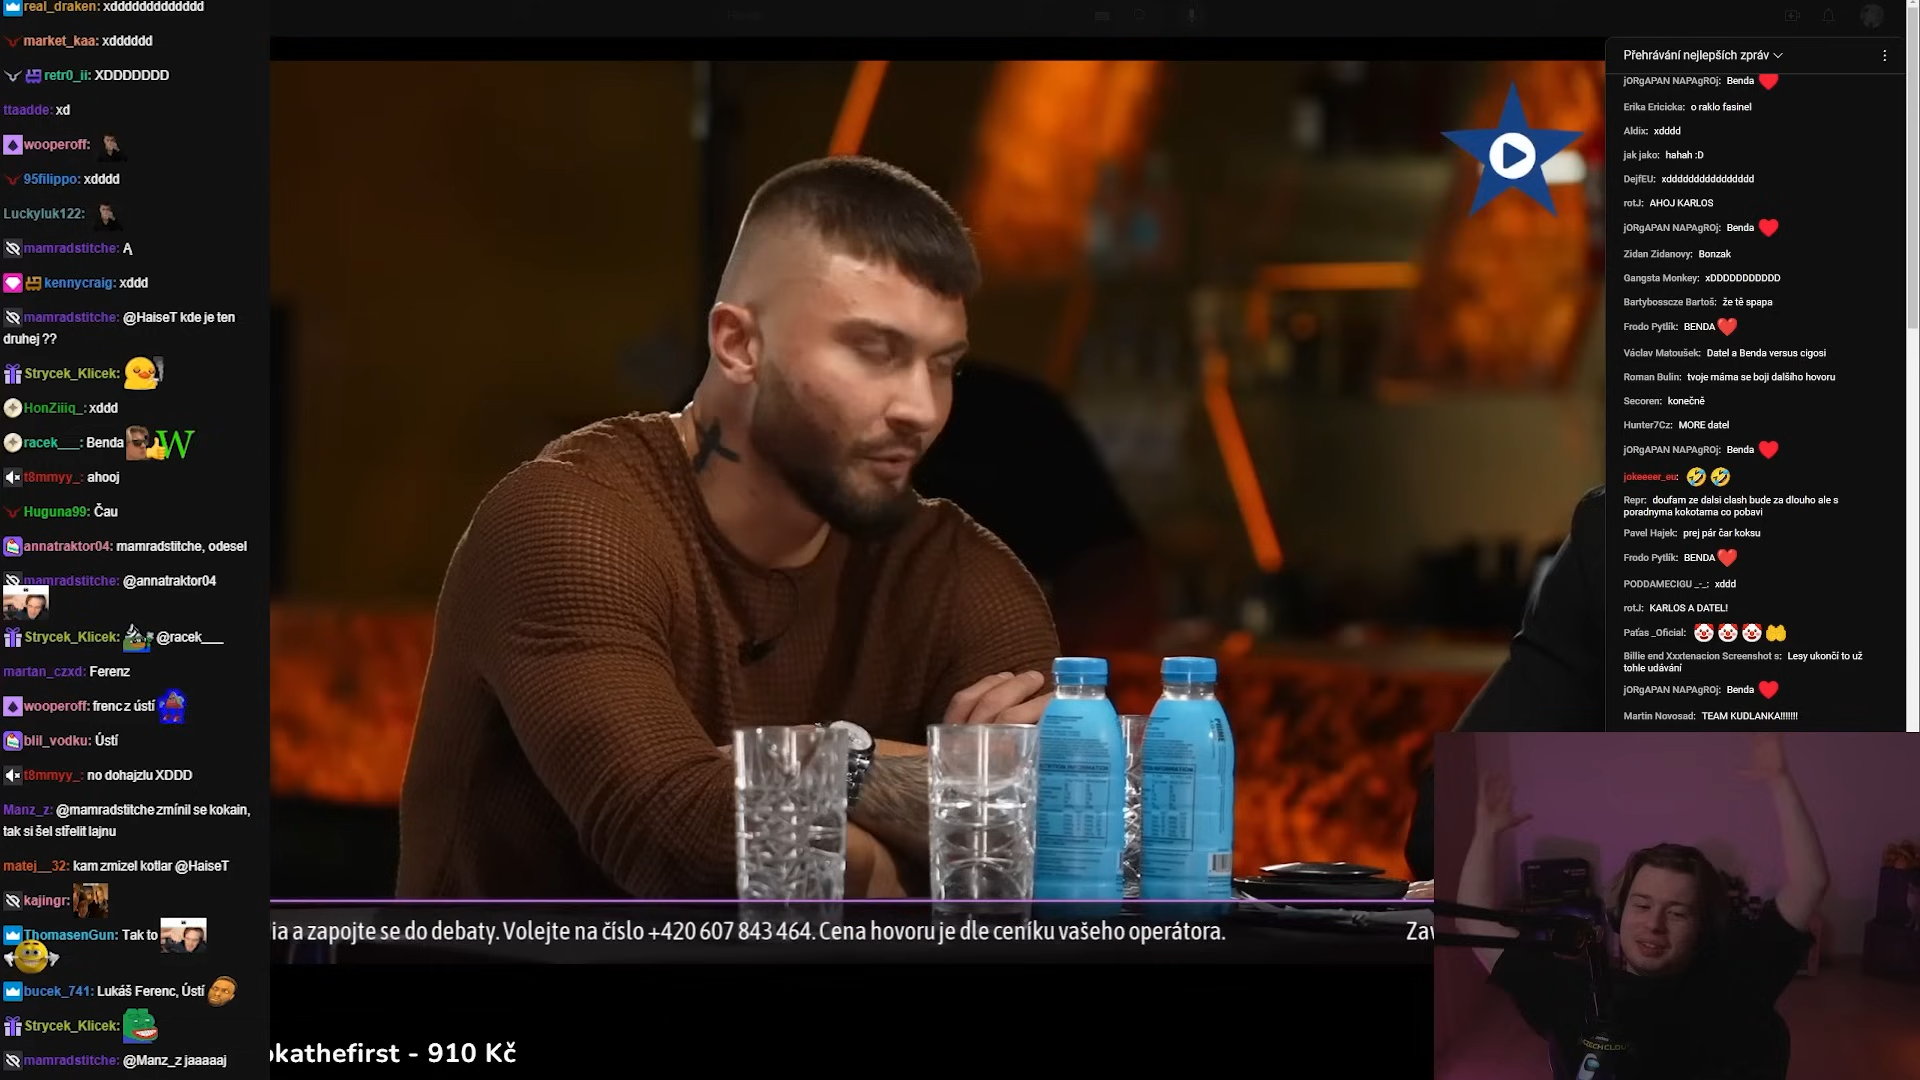 real_draken: xdddddddddddd
market_kaa: xdddddd
retr0_ii: XDDDDDDD
ttaadde: xd
wooperoff:
95filippo: xdddd
Luckyluk122:
mamradstitche: A
kennycraig: xddd
mamradstitche: @HaiseT kde je ten
druhej ??
Strycek_Klicek:
HonZiiiq_: xddd
racek___: Benda W
t8mmyy_: ahooj
Huguna99: Čau
annatraktor04: mamradstitche, odesel
mamradstitche: @annatraktor04
Strycek_Klicek: @racek___
martan_czxd: Ferenz
wooperoff: frenc z ústí
blil_vodku: Ústí
t8mmyy_: no dohajzlu XDDD
Manz_z: @mamradstitche zmínil se kokain,
tak si šel střelit lajnu
matej__32: kam zmizel kotlar @HaiseT
kajingr:
ThomasenGun: Tak to
bucek_741: Lukáš Ferenc, Ústí
Strycek_Klicek:
mamradstitche: @Manz_z jaaaaaj
ia a zapojte se do debaty. Volejte na číslo +420 607 843 464. Cena hovoru je dle ceníku vašeho operátora.
Zav
okathefirst - 910 Kč
Přehrávání nejlepších zpráv
jORgAPAN NAPAgROj: Benda ❤
Erika Ericicka: o raklo fasinel
Aldix: xdddd
jak jako: hahah :D
DejfEU: xdddddddddddddddd
rotJ: AHOJ KARLOS
jORgAPAN NAPAgROj: Benda ❤
Zidan Zidanovy: Bonzak
Gangsta Monkey: xDDDDDDDDDDD
Bartybosscze Bartoš: že tě spapa
Frodo Pytlík: BENDA❤
Václav Matoušek: Datel a Benda versus cigosi
Roman Bulin: tvoje máma se boji dalšího hovoru
Secoren: konečně
Hunter7Cz: MORE datel
jORgAPAN NAPAgROj: Benda ❤
jokeeeer_eu: 🤣 🤣
Repr: doufam ze dalsi clash bude za dlouho ale s
poradnyma kokotama co pobavi
Pavel Hajek: prej pár čar koksu
Frodo Pytlík: BENDA❤
PODDAMECIGU _-_: xddd
rotJ: KARLOS A DATEL!
Paťas _Oficial: 🤡 🤡 🤡 🤲
Billie end Xxxtenacion Screenshot s: Lesy ukončí to už
tohle udávání
jORgAPAN NAPAgROj: Benda ❤
Martin Novosad: TEAM KUDLANKA!!!!!!!